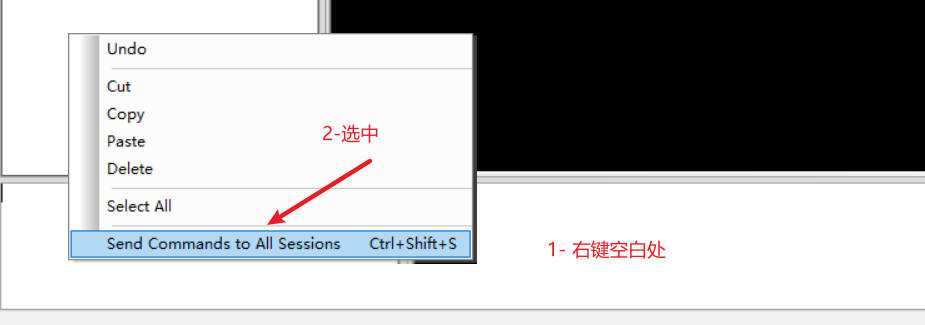 Undo
Cut
Copy
Paste
2-选中
Delete
Select All
Send Commands to All Sessions Ctrl+Shift+S
1- 右键空白处